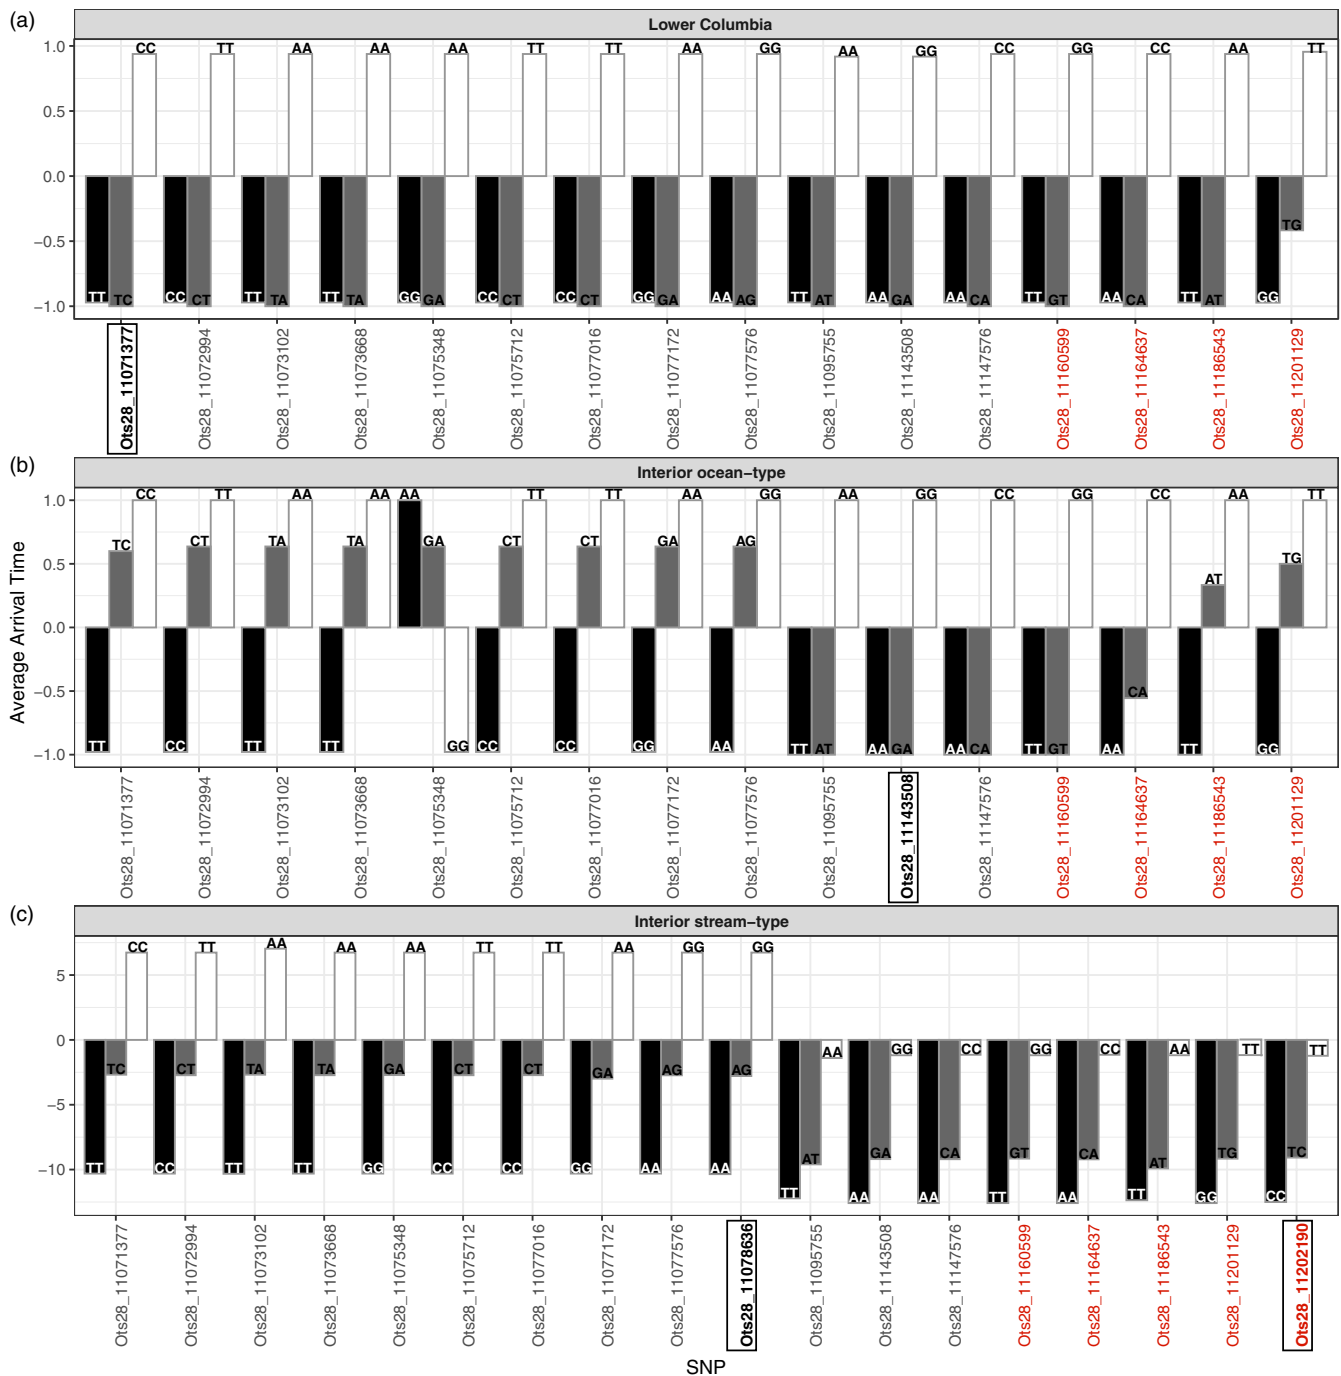 (a)
Lower Columbia
CC TT AA AA AA TT TT AA GG AA GG CC GG CC AA TT
1.0
0.5
0.0
−0.5
−1.0
TG
TT TC CC CT TT TA TT TA GG GA CC CT CC CT GG GA AA AG TT AT AA GA AA CA TT GT AA CA TT AT GG
Ots28_11071377 Ots28_11072994 Ots28_11073102 Ots28_11073668 Ots28_11075348 Ots28_11075712 Ots28_11077016 Ots28_11077172 Ots28_11077576 Ots28_11095755 Ots28_11143508 Ots28_11147576 Ots28_11160599 Ots28_11164637 Ots28_11186543 Ots28_11201129
(b)
Interior ocean−type
CC TT AA AA AA TT TT AA GG AA GG CC GG CC AA TT
1.0
0.5
0.0
−0.5
−1.0
TC CT TA TA GA CT CT GA AG AT TG
CA
TT CC TT TT GG CC CC GG AA TT AT AA GA AA CA TT GT AA TT GG
Average Arrival Time
Ots28_11071377 Ots28_11072994 Ots28_11073102 Ots28_11073668 Ots28_11075348 Ots28_11075712 Ots28_11077016 Ots28_11077172 Ots28_11077576 Ots28_11095755 Ots28_11143508 Ots28_11147576 Ots28_11160599 Ots28_11164637 Ots28_11186543 Ots28_11201129
(c)
Interior stream−type
CC TT AA AA AA TT TT AA GG GG
5
0
−5
−10
AA GG CC GG CC AA TT TT
TC CT TA TA GA CT CT GA AG AG
AT GA CA GT CA AT TG TC
TT CC TT TT GG CC CC GG AA AA
TT AA AA TT AA TT GG CC
Ots28_11071377 Ots28_11072994 Ots28_11073102 Ots28_11073668 Ots28_11075348 Ots28_11075712 Ots28_11077016 Ots28_11077172 Ots28_11077576 Ots28_11078636 Ots28_11095755 Ots28_11143508 Ots28_11147576 Ots28_11160599 Ots28_11164637 Ots28_11186543 Ots28_11201129 Ots28_11202190
SNP